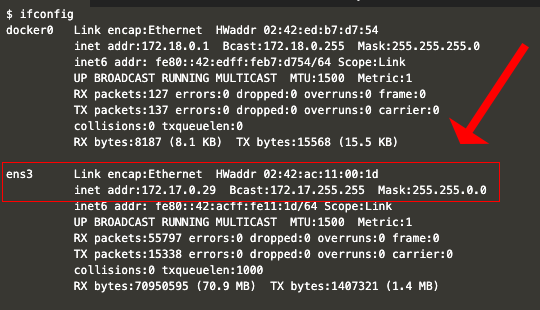 $ ifconfig
docker0   Link encap:Ethernet  HWaddr 02:42:ed:b7:d7:54
inet addr:172.18.0.1  Bcast:172.18.0.255  Mask:255.255.255.0
inet6 addr: fe80::42:edff:feb7:d754/64 Scope:Link
UP BROADCAST RUNNING MULTICAST  MTU:1500  Metric:1
RX packets:127 errors:0 dropped:0 overruns:0 frame:0
TX packets:137 errors:0 dropped:0 overruns:0 carrier:0
collisions:0 txqueuelen:0
RX bytes:8187 (8.1 KB)  TX bytes:15568 (15.5 KB)
ens3      Link encap:Ethernet  HWaddr 02:42:ac:11:00:1d
inet addr:172.17.0.29  Bcast:172.17.255.255  Mask:255.255.0.0
inet6 addr: fe80::42:acff:fe11:1d/64 Scope:Link
UP BROADCAST RUNNING MULTICAST  MTU:1500  Metric:1
RX packets:55797 errors:0 dropped:0 overruns:0 frame:0
TX packets:15338 errors:0 dropped:0 overruns:0 carrier:0
collisions:0 txqueuelen:1000
RX bytes:70950595 (70.9 MB)  TX bytes:1407321 (1.4 MB)